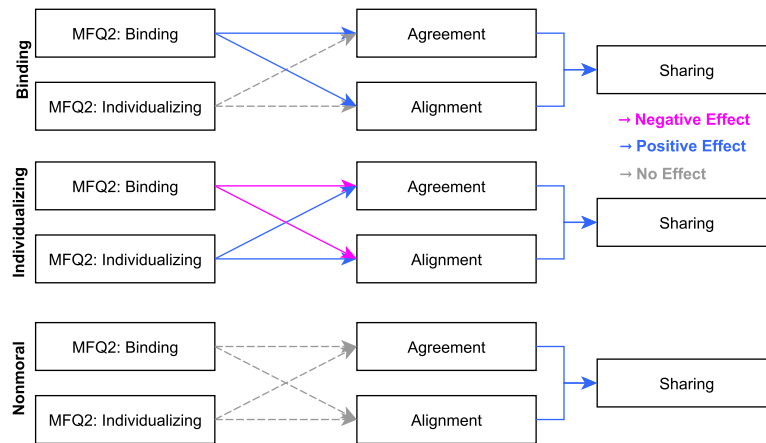 Binding
MFQ2: Binding
Agreement
Sharing
MFQ2: Individualizing
Alignment
→ Negative Effect
→ Positive Effect
→ No Effect
Individualizing
MFQ2: Binding
Agreement
Sharing
MFQ2: Individualizing
Alignment
Nonmoral
MFQ2: Binding
Agreement
Sharing
MFQ2: Individualizing
Alignment